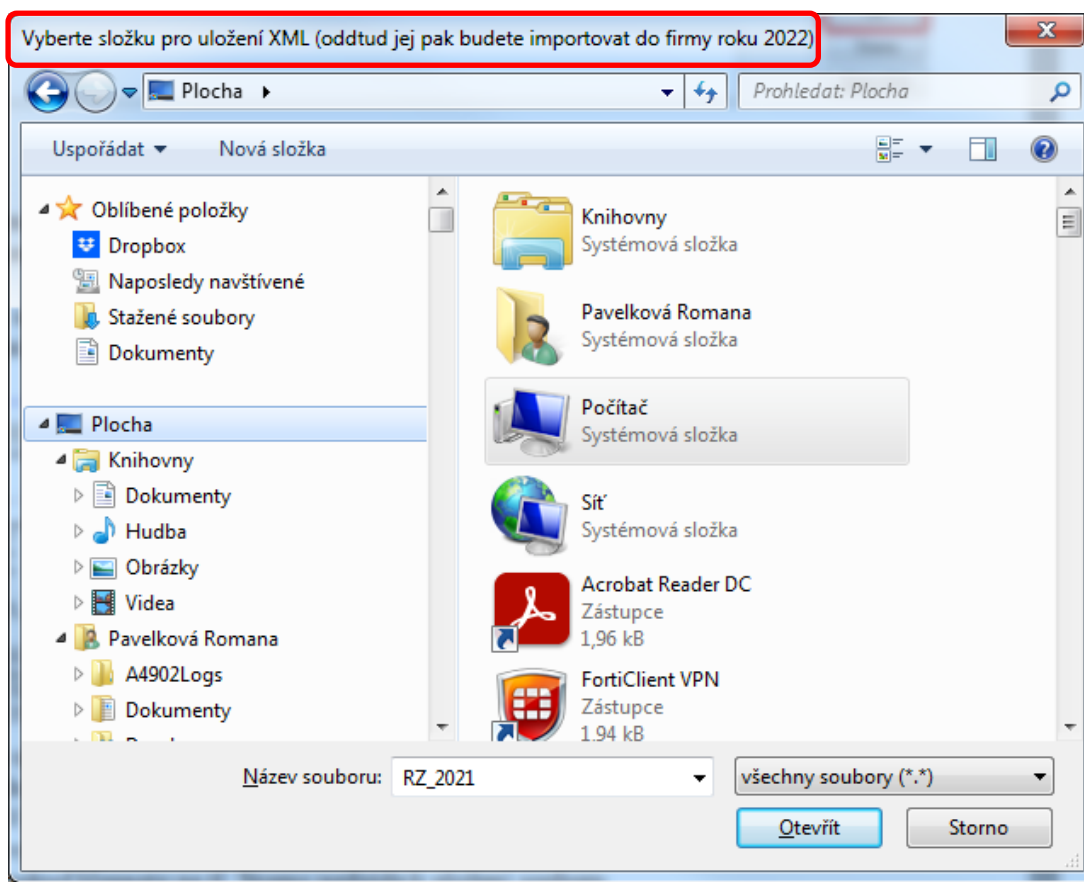 Vyberte složku pro uložení XML (oddtud jej pak budete importovat do firmy roku 2022)
Plocha
Prohledat: Plocha
Uspořádat
Nová složka
Oblíbené položky
Dropbox
Naposledy navštívené
Stažené soubory
Dokumenty
Plocha
Knihovny
Dokumenty
Hudba
Obrázky
Videa
Pavelková Romana
A4902Logs
Dokumenty
Knihovny
Systémová složka
Pavelková Romana
Systémová složka
Počítač
Systémová složka
Síť
Systémová složka
Acrobat Reader DC
Zástupce
1,96 kB
FortiClient VPN
Zástupce
1,94 kB
Název souboru: RZ_2021
všechny soubory (*.*)
Otevřít
Storno